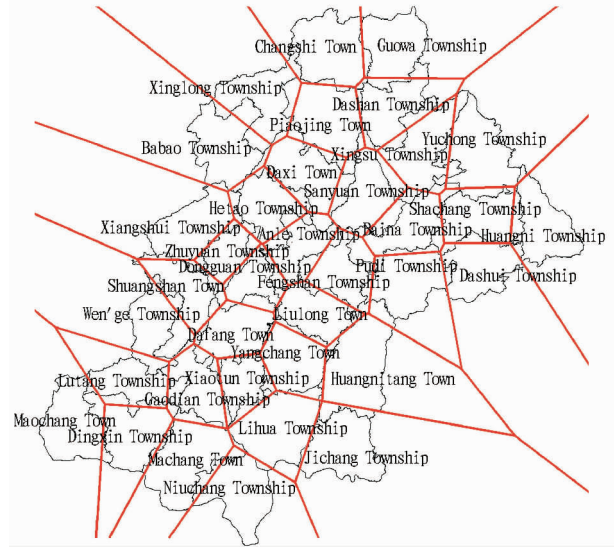 Changshi Town
Guowa Township
Xinglong Township
Dashan Township
Piaojing Town
Babao Township
Yuchong Township
Xingsu Township
Daxi Town
Sanyuan Township
Hetao Township
Shachang Township
Xiangshui Township
Anle Township
Baina Township
Huangni Township
Zhuyuan Township
Dongguan Township
Pudi Township
Shuangshan Town
Fengshan Township
Dashui Township
Wen'ge Township
Liulong Town
Dafang Town
Yangchang Town
Lutang Township
Xiaotun Township
Huangnitang Town
Gaodian Township
Maochang Town
Dingxin Township
Lihua Township
Machang Town
Jichang Township
Niuchang Township